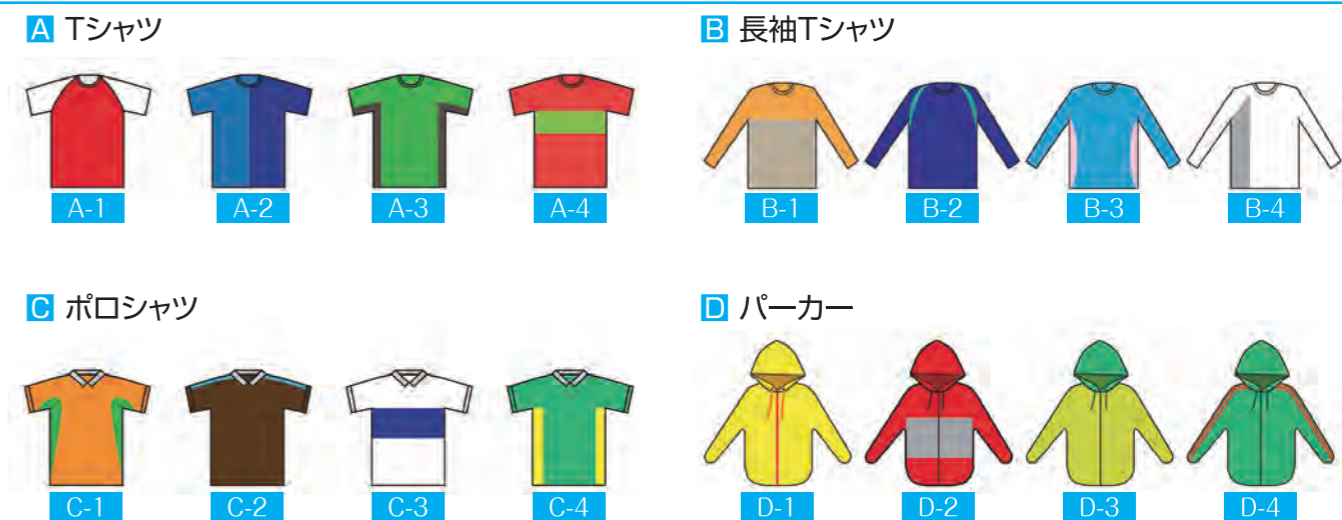 A Tシャツ
A-1 A-2 A-3 A-4
B 長袖Tシャツ
B-1 B-2 B-3 B-4
C ポロシャツ
C-1 C-2 C-3 C-4
D パーカー
D-1 D-2 D-3 D-4